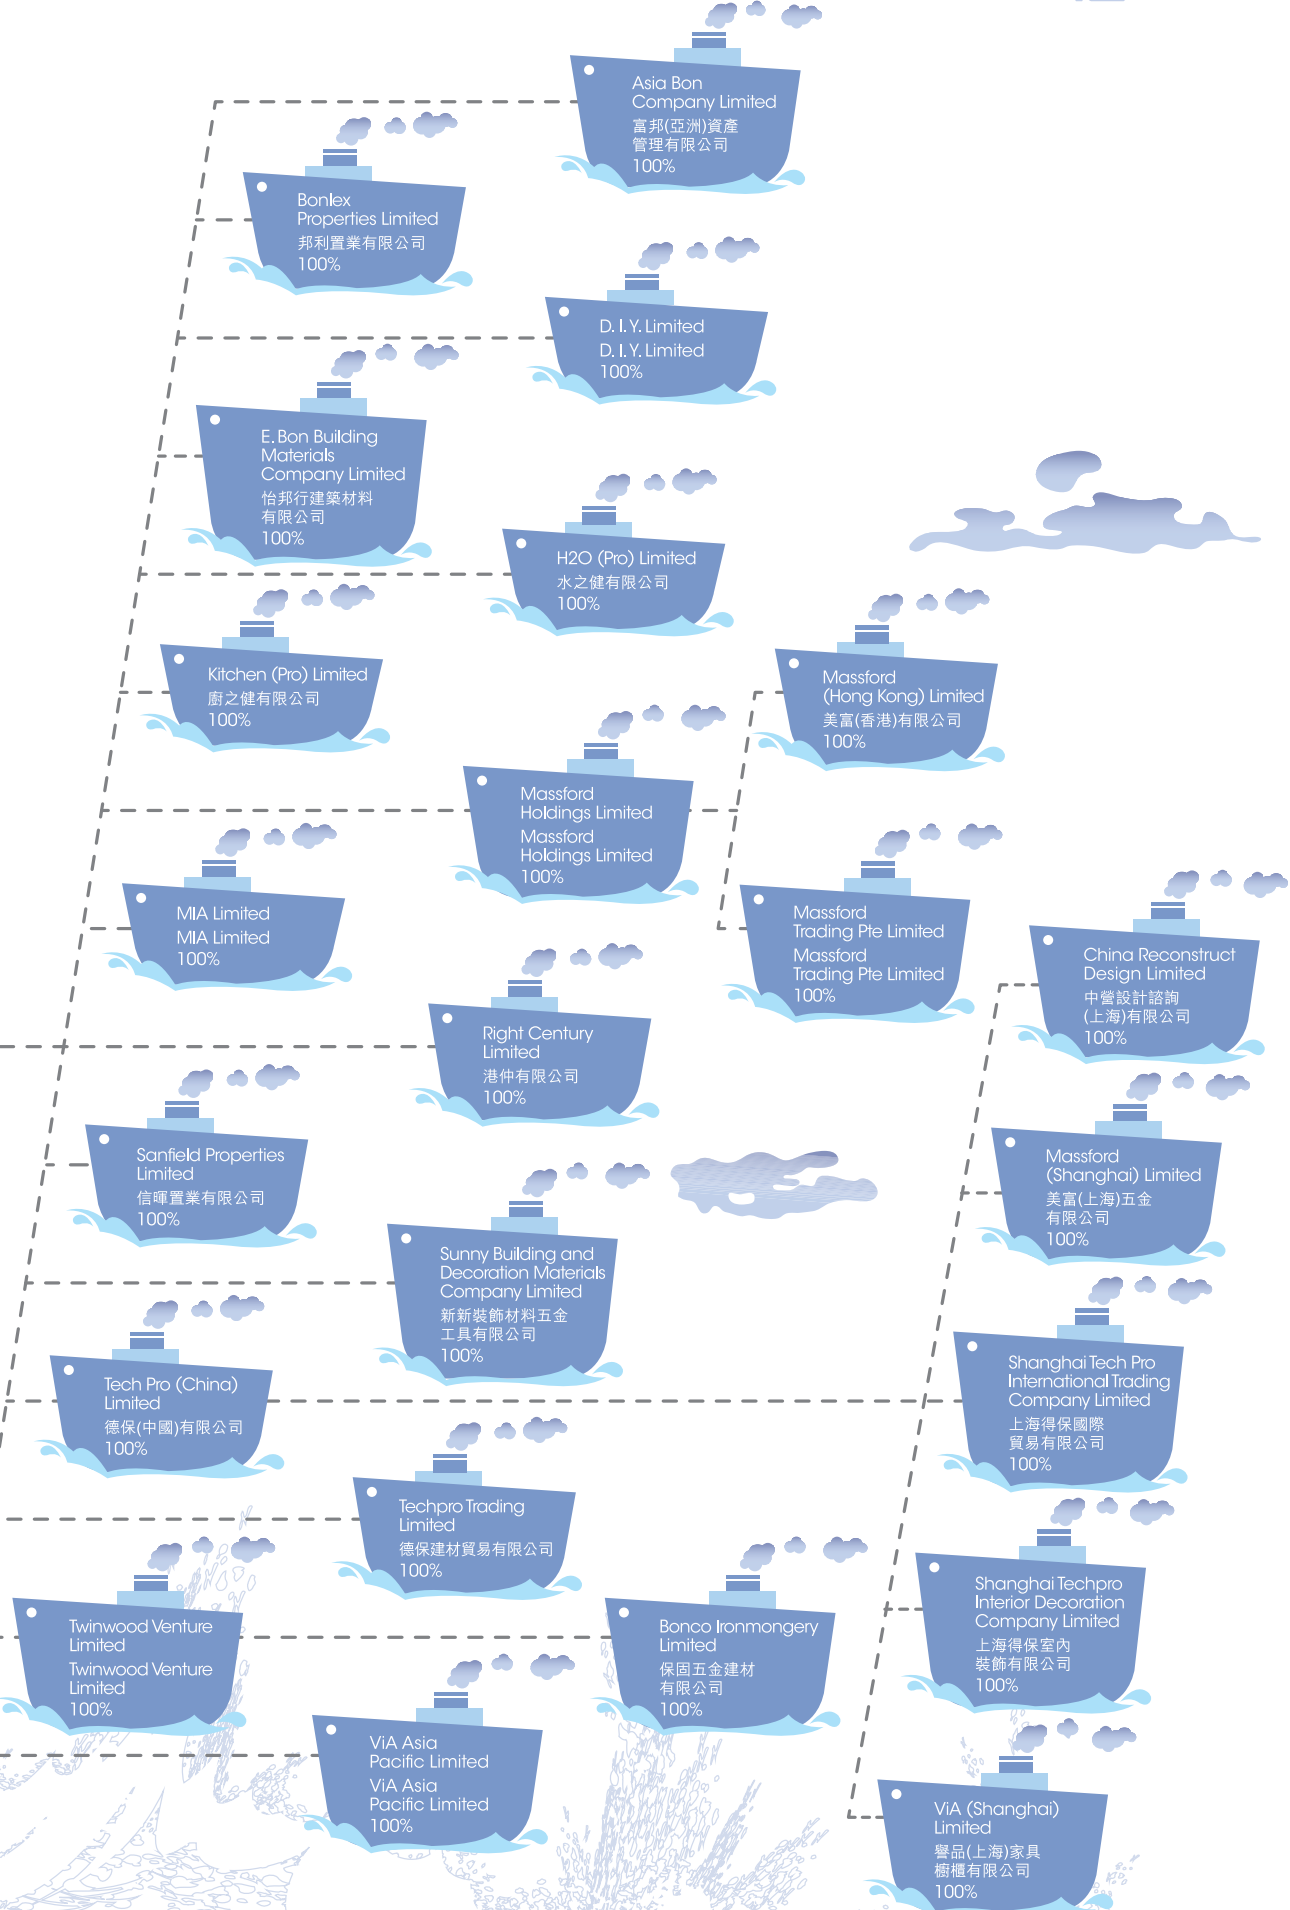 Asia Bon
Company Limited
富邦(亞洲)資產
管理有限公司
100%
Bonlex
Properties Limited
邦利置業有限公司
100%
D.I.Y. Limited
D.I.Y. Limited
100%
E. Bon Building
Materials
Company Limited
怡邦行建築材料
有限公司
100%
H2O (Pro) Limited
水之健有限公司
100%
Kitchen (Pro) Limited
廚之健有限公司
100%
Massford
(Hong Kong) Limited
美富(香港)有限公司
100%
Massford
Holdings Limited
Massford
Holdings Limited
100%
MIA Limited
MIA Limited
100%
Massford
Trading Pte Limited
Massford
Trading Pte Limited
100%
China Reconstruct
Design Limited
中營設計諮詢
(上海)有限公司
100%
Right Century
Limited
港仲有限公司
100%
Sanfield Properties
Limited
信暉置業有限公司
100%
Massford
(Shanghai) Limited
美富(上海)五金
有限公司
100%
Sunny Building and
Decoration Materials
Company Limited
新新裝飾材料五金
工具有限公司
100%
Tech Pro (China)
Limited
德保(中國)有限公司
100%
Shanghai Tech Pro
International Trading
Company Limited
上海得保國際
貿易有限公司
100%
Techpro Trading
Limited
德保建材貿易有限公司
100%
Shanghai Techpro
Interior Decoration
Company Limited
上海得保室內
裝飾有限公司
100%
Twinwood Venture
Limited
Twinwood Venture
Limited
100%
Bonco Ironmongery
Limited
保固五金建材
有限公司
100%
ViA Asia
Pacific Limited
ViA Asia
Pacific Limited
100%
ViA (Shanghai)
Limited
譽品(上海)家具
櫥櫃有限公司
100%